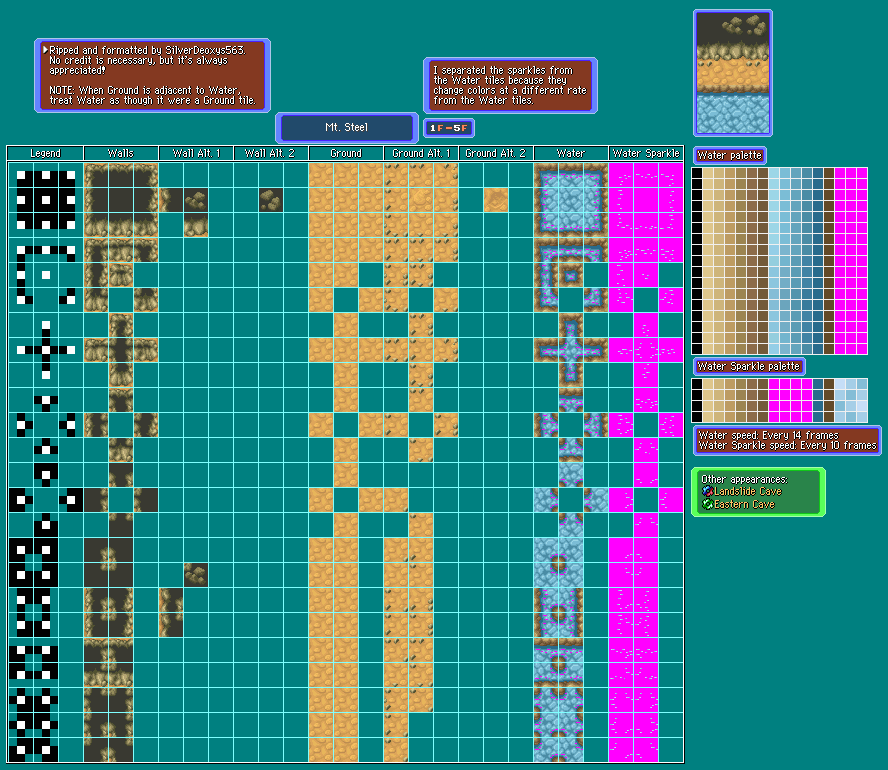 Ripped and formatted by SilverDeoxys563.
No credit is necessary, but it's always
appreciated!
NOTE: When Ground is adjacent to Water,
treat Water as though it were a Ground tile.
I separated the sparkles from
the Water tiles because they
change colors at a different rate
from the Water tiles.
Mt. Steel
1F-5F
Legend
Walls
Wall Alt. 1
Wall Alt. 2
Ground
Ground Alt. 1
Ground Alt. 2
Water
Water Sparkle
Water palette
Water Sparkle palette
Water speed: Every 14 frames
Water Sparkle speed: Every 10 frames
Other appearances:
Landslide Cave
Eastern Cave